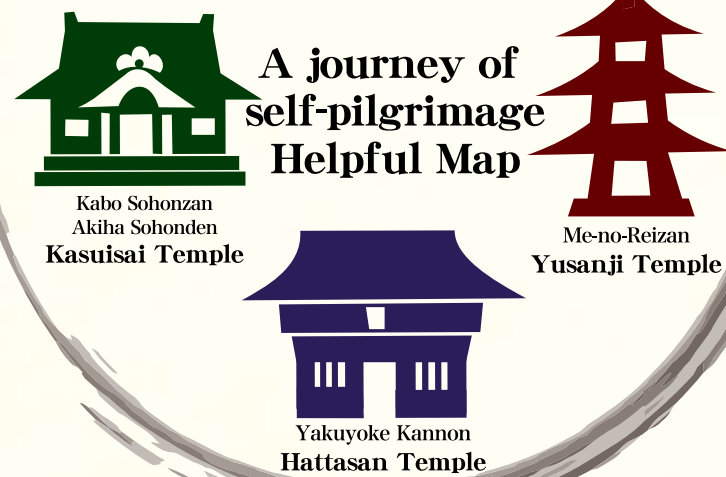 A journey of
self-pilgrimage
Helpful Map
Kabo Sohonzan
Akiha Sohonden
Kasuisai Temple
Me-no-Reizan
Yusanji Temple
Yakuyoke Kannon
Hattasan Temple